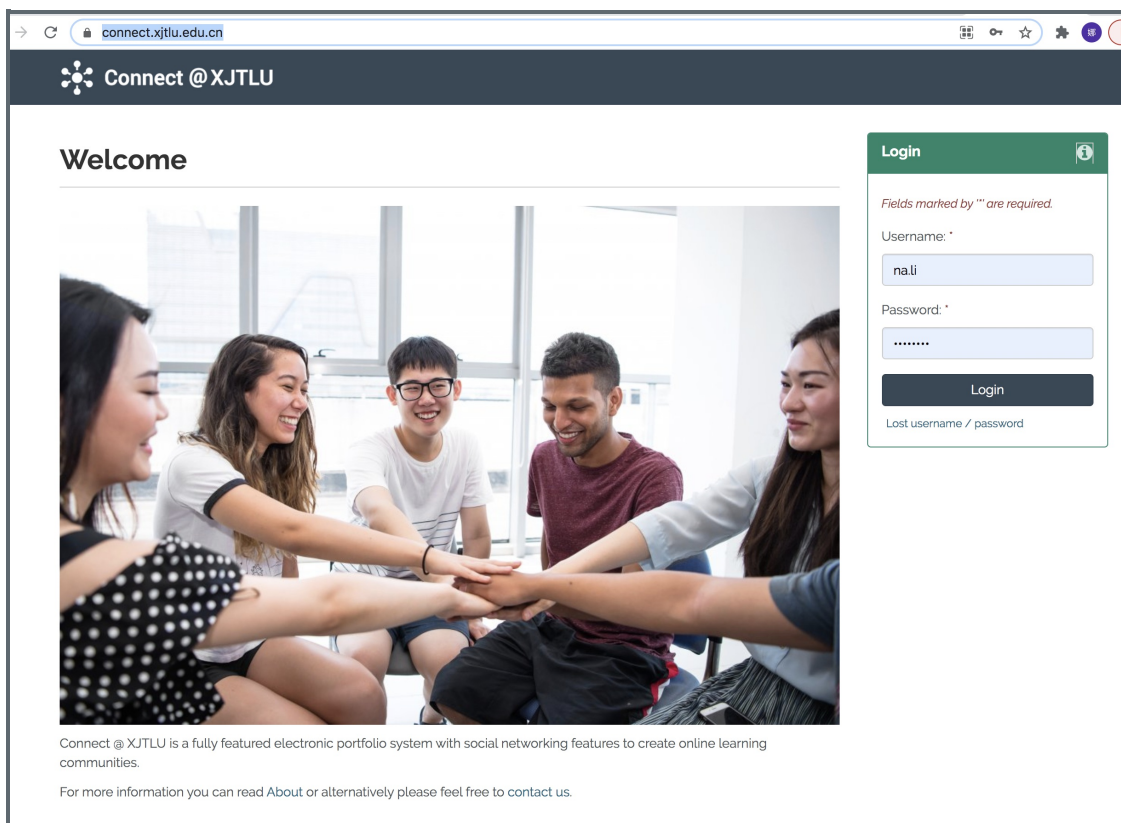 connect.xjtlu.edu.cn
娜
Connect @ XJTLU
Welcome
Login
Fields marked by '*' are required.
Username: *
na.li
Password: *
••••••••
Login
Lost username / password
Connect @ XJTLU is a fully featured electronic portfolio system with social networking features to create online learning
communities.
For more information you can read About or alternatively please feel free to contact us.